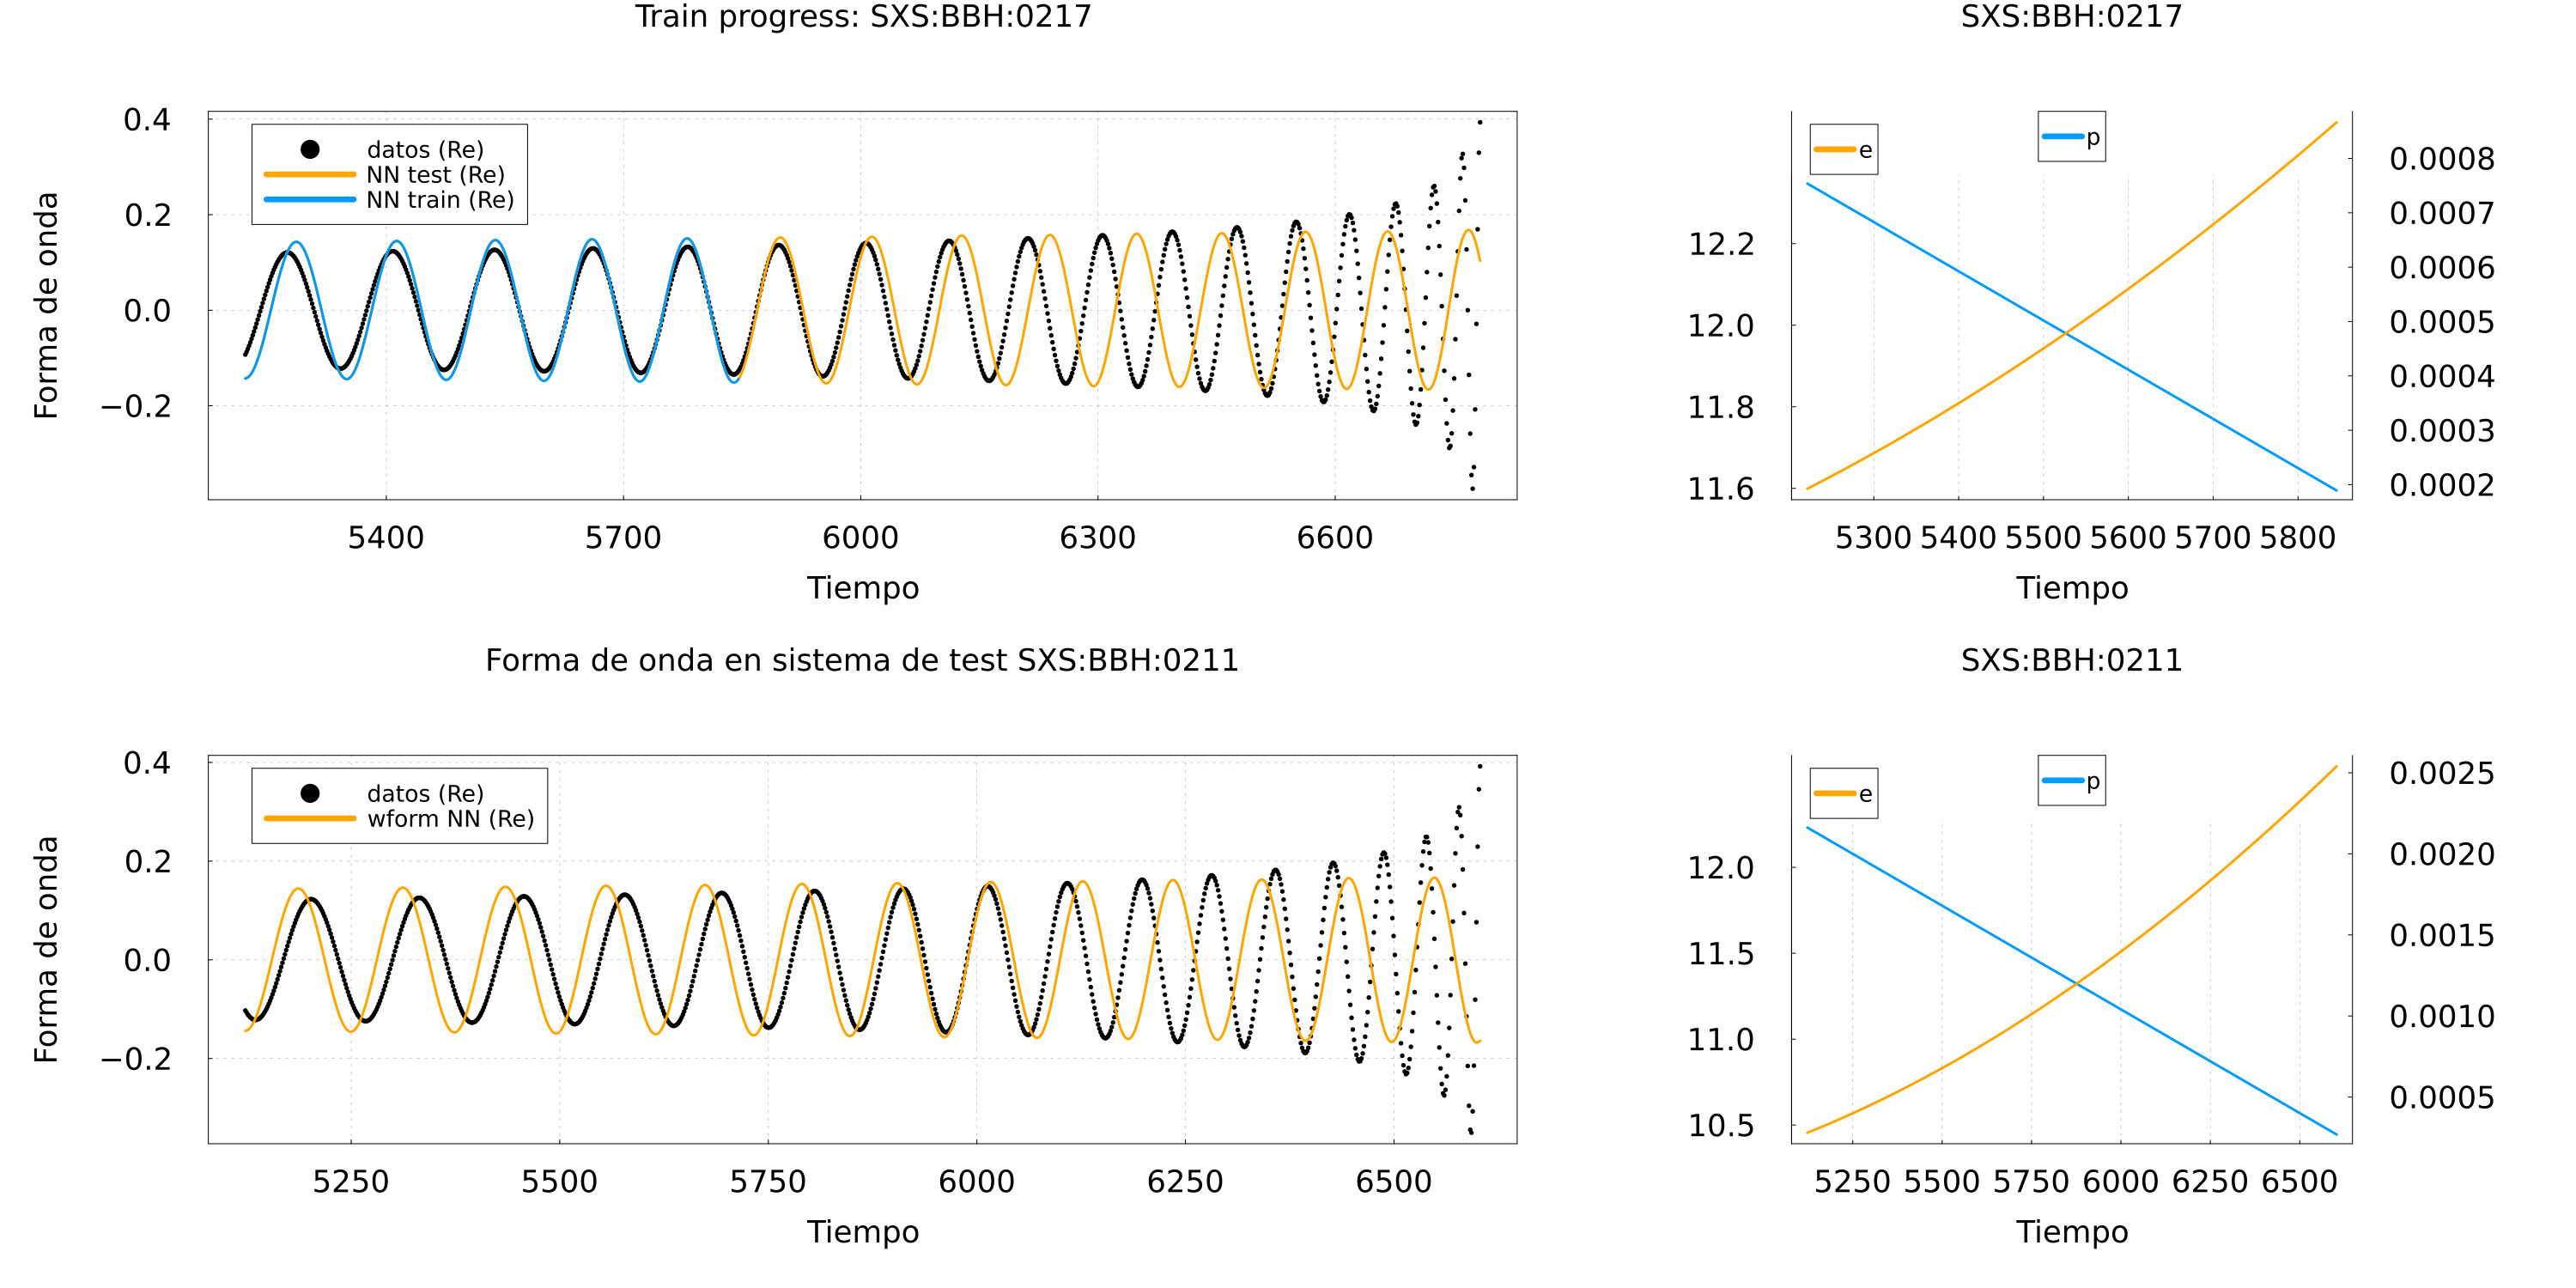 Train progress: SXS:BBH:0217
0.4
0.2
0.0
−0.2
Forma de onda
datos (Re)
NN test (Re)
NN train (Re)
5400 5700 6000 6300 6600
Tiempo
SXS:BBH:0217
e
p
12.2
12.0
11.8
11.6
0.0008
0.0007
0.0006
0.0005
0.0004
0.0003
0.0002
5300 5400 5500 5600 5700 5800
Tiempo
Forma de onda en sistema de test SXS:BBH:0211
0.4
0.2
0.0
−0.2
Forma de onda
datos (Re)
wform NN (Re)
5250 5500 5750 6000 6250 6500
Tiempo
SXS:BBH:0211
e
p
12.0
11.5
11.0
10.5
0.0025
0.0020
0.0015
0.0010
0.0005
5250 5500 5750 6000 6250 6500
Tiempo